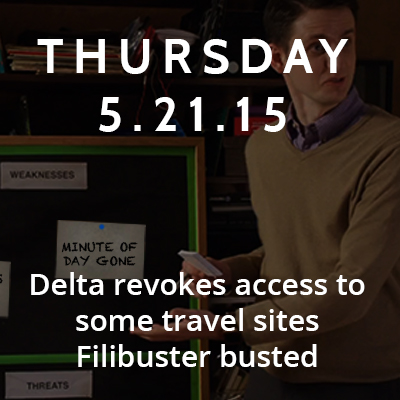 THURSDAY
5.21.15
WEAKNESSES
MINUTE OF
DAY GONE
Delta revokes access to
some travel sites
Filibuster busted
THREATS